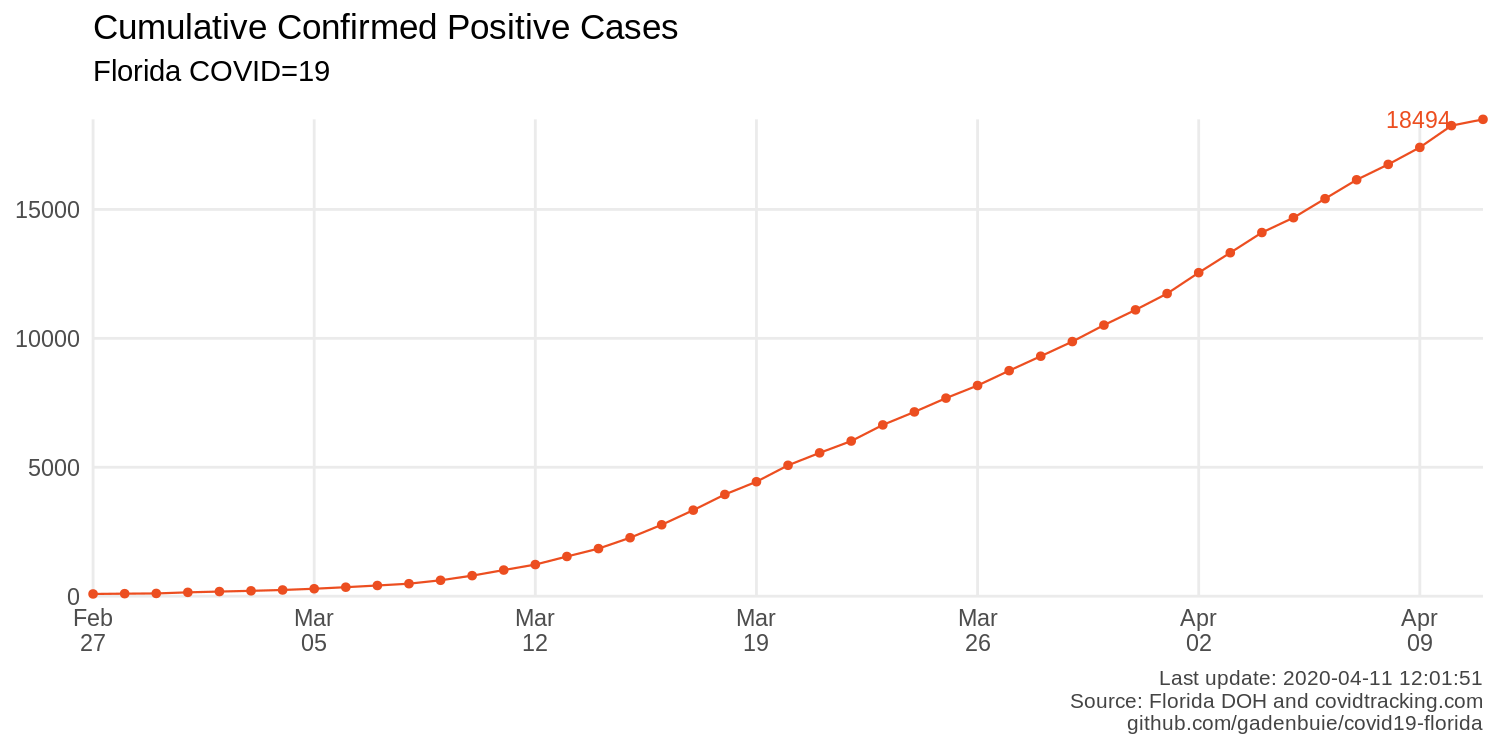 Cumulative Confirmed Positive Cases
Florida COVID=19
18494
15000
10000
5000
0
Feb Mar Mar Mar Mar Apr Apr
27 05 12 19 26 02 09
Last update: 2020-04-11 12:01:51
Source: Florida DOH and covidtracking.com
github.com/gadenbuie/covid19-florida